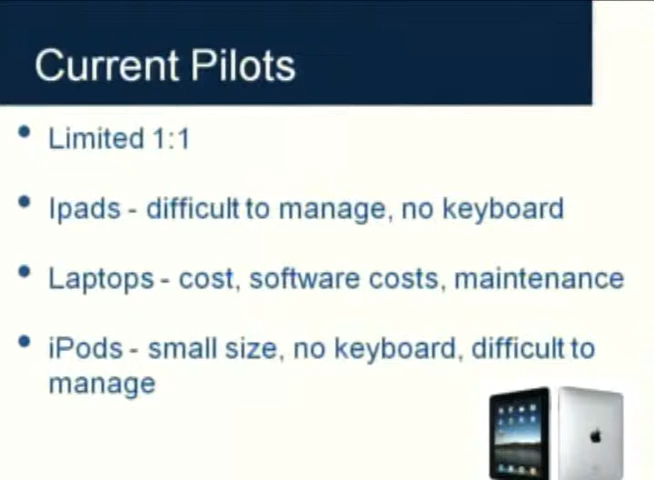 Current Pilots
• Limited 1:1
• Ipads - difficult to manage, no keyboard
• Laptops - cost, software costs, maintenance
• iPods - small size, no keyboard, difficult to
manage